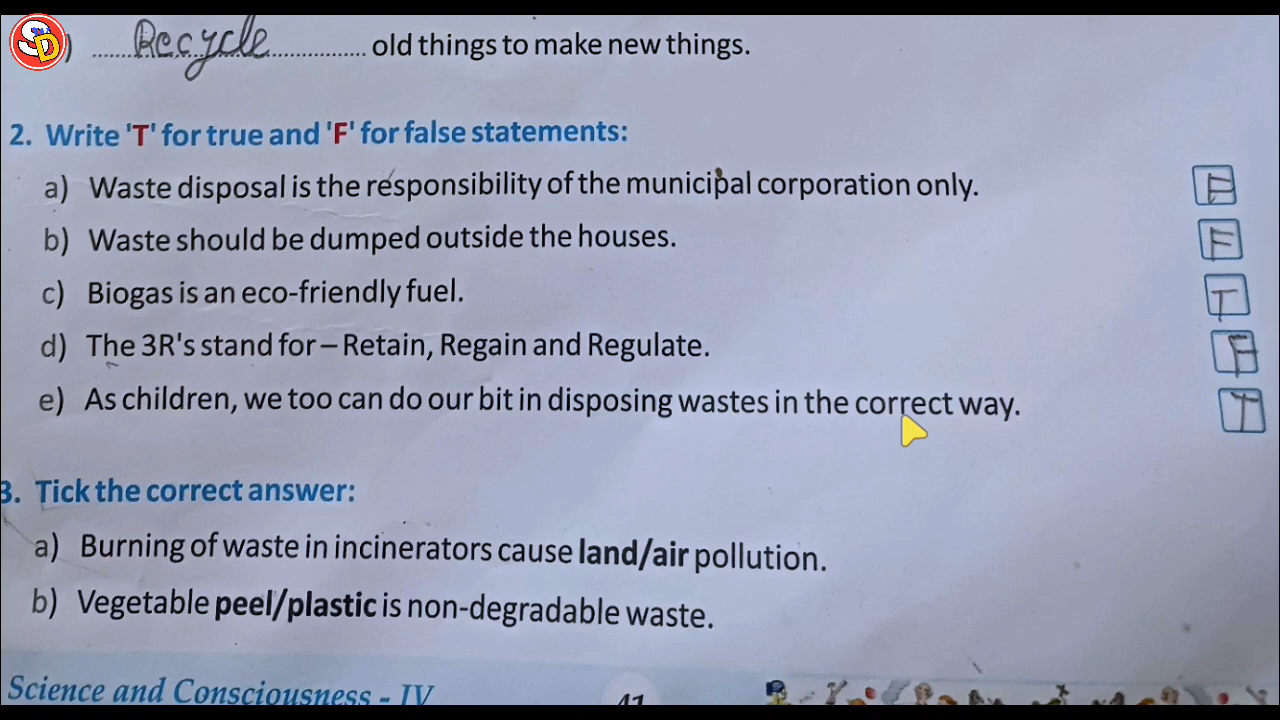 SD
) Recycle old things to make new things.
2. Write 'T' for true and 'F' for false statements:
a) Waste disposal is the responsibility of the municipal corporation only. F
b) Waste should be dumped outside the houses. F
c) Biogas is an eco-friendly fuel. T
d) The 3R's stand for – Retain, Regain and Regulate. F
e) As children, we too can do our bit in disposing wastes in the correct way. T
3. Tick the correct answer:
a) Burning of waste in incinerators cause land/air pollution.
b) Vegetable peel/plastic is non-degradable waste.
Science and Consciousness - IV
41